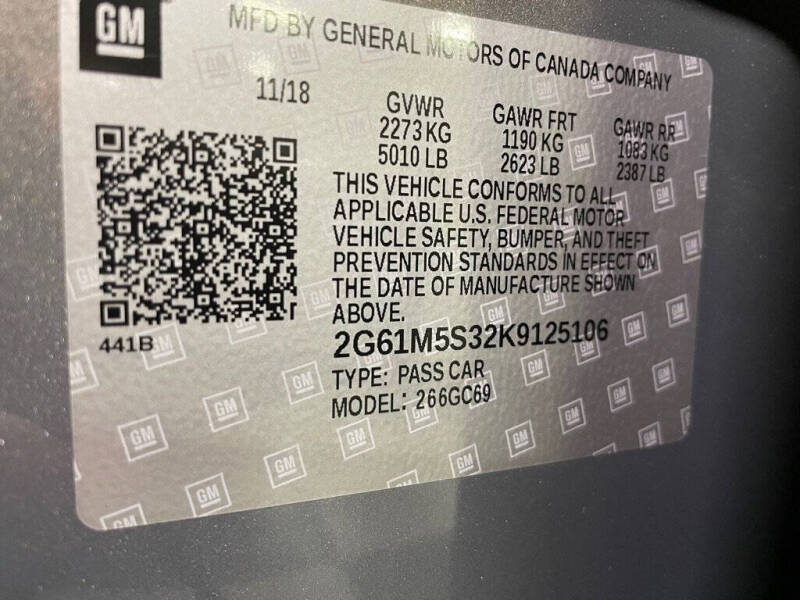 GM
MFD BY GENERAL MOTORS OF CANADA COMPANY
11/18
GVWR GAWR FRT GAWR RR
2273 KG 1190 KG 1083 KG
5010 LB 2623 LB 2387 LB
THIS VEHICLE CONFORMS TO ALL
APPLICABLE U.S. FEDERAL MOTOR
VEHICLE SAFETY, BUMPER, AND THEFT
PREVENTION STANDARDS IN EFFECT ON
THE DATE OF MANUFACTURE SHOWN
ABOVE.
441B
2G61M5S32K9125106
TYPE: PASS CAR
MODEL: 266GC69